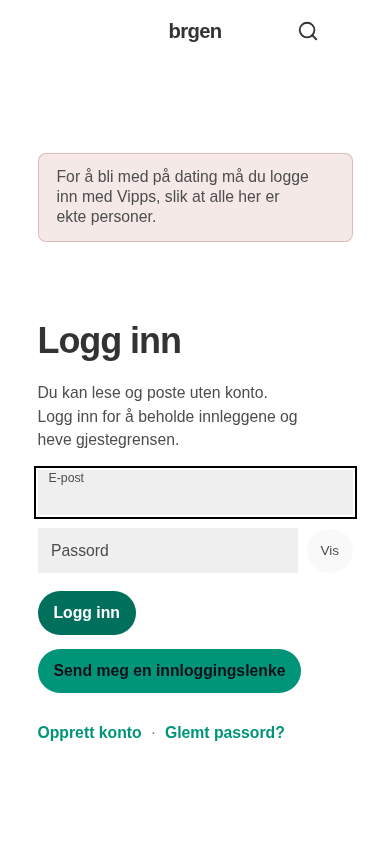 brgen
For å bli med på dating må du logge
inn med Vipps, slik at alle her er
ekte personer.
Logg inn
Du kan lese og poste uten konto.
Logg inn for å beholde innleggene og
heve gjestegrensen.
E-post
Passord
Vis
Logg inn
Send meg en innloggingslenke
Opprett konto · Glemt passord?